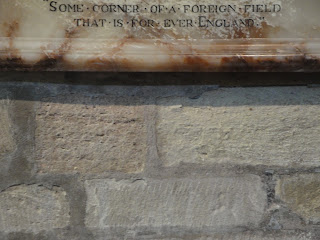 "SOME · CORNER · OF · A · FOREIGN · FIELD
THAT · IS · FOR · EVER · ENGLAND."